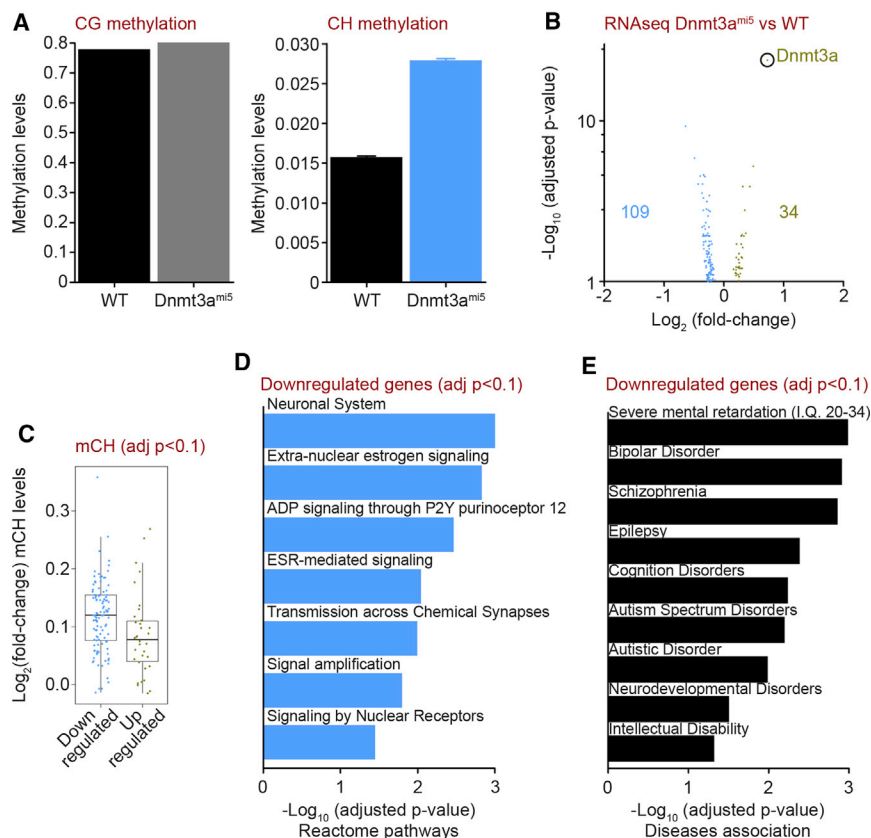 A
CG methylation
Methylation levels
0.8
0.7
0.6
0.5
0.4
0.3
0.2
0.1
0
WT
Dnmt3aᵐⁱ⁵
CH methylation
Methylation levels
0.030
0.025
0.020
0.015
0.010
0.005
0.000
WT
Dnmt3aᵐⁱ⁵
B
RNAseq Dnmt3aᵐⁱ⁵ vs WT
Dnmt3a
-Log₁₀ (adjusted p-value)
10
1
109
34
-2
-1
0
1
2
Log₂ (fold-change)
C
mCH (adj p<0.1)
Log₂(fold-change) mCH levels
0.3
0.2
0.1
0.0
Down
regulated
Up
regulated
D
Downregulated genes (adj p<0.1)
Neuronal System
Extra-nuclear estrogen signaling
ADP signaling through P2Y purinoceptor 12
ESR-mediated signaling
Transmission across Chemical Synapses
Signal amplification
Signaling by Nuclear Receptors
0
1
2
3
-Log₁₀ (adjusted p-value)
Reactome pathways
E
Downregulated genes (adj p<0.1)
Severe mental retardation (I.Q. 20-34)
Bipolar Disorder
Schizophrenia
Epilepsy
Cognition Disorders
Autism Spectrum Disorders
Autistic Disorder
Neurodevelopmental Disorders
Intellectual Disability
0
1
2
3
-Log₁₀ (adjusted p-value)
Diseases association